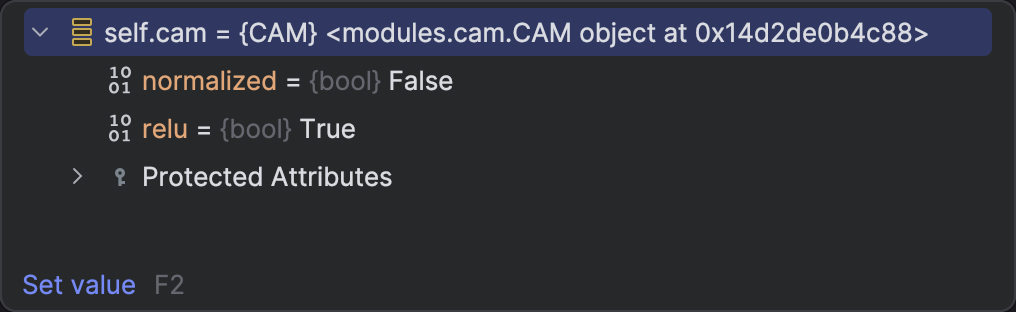 self.cam = {CAM} <modules.cam.CAM object at 0x14d2de0b4c88>
10
01 normalized = {bool} False
10
01 relu = {bool} True
Protected Attributes
Set value F2